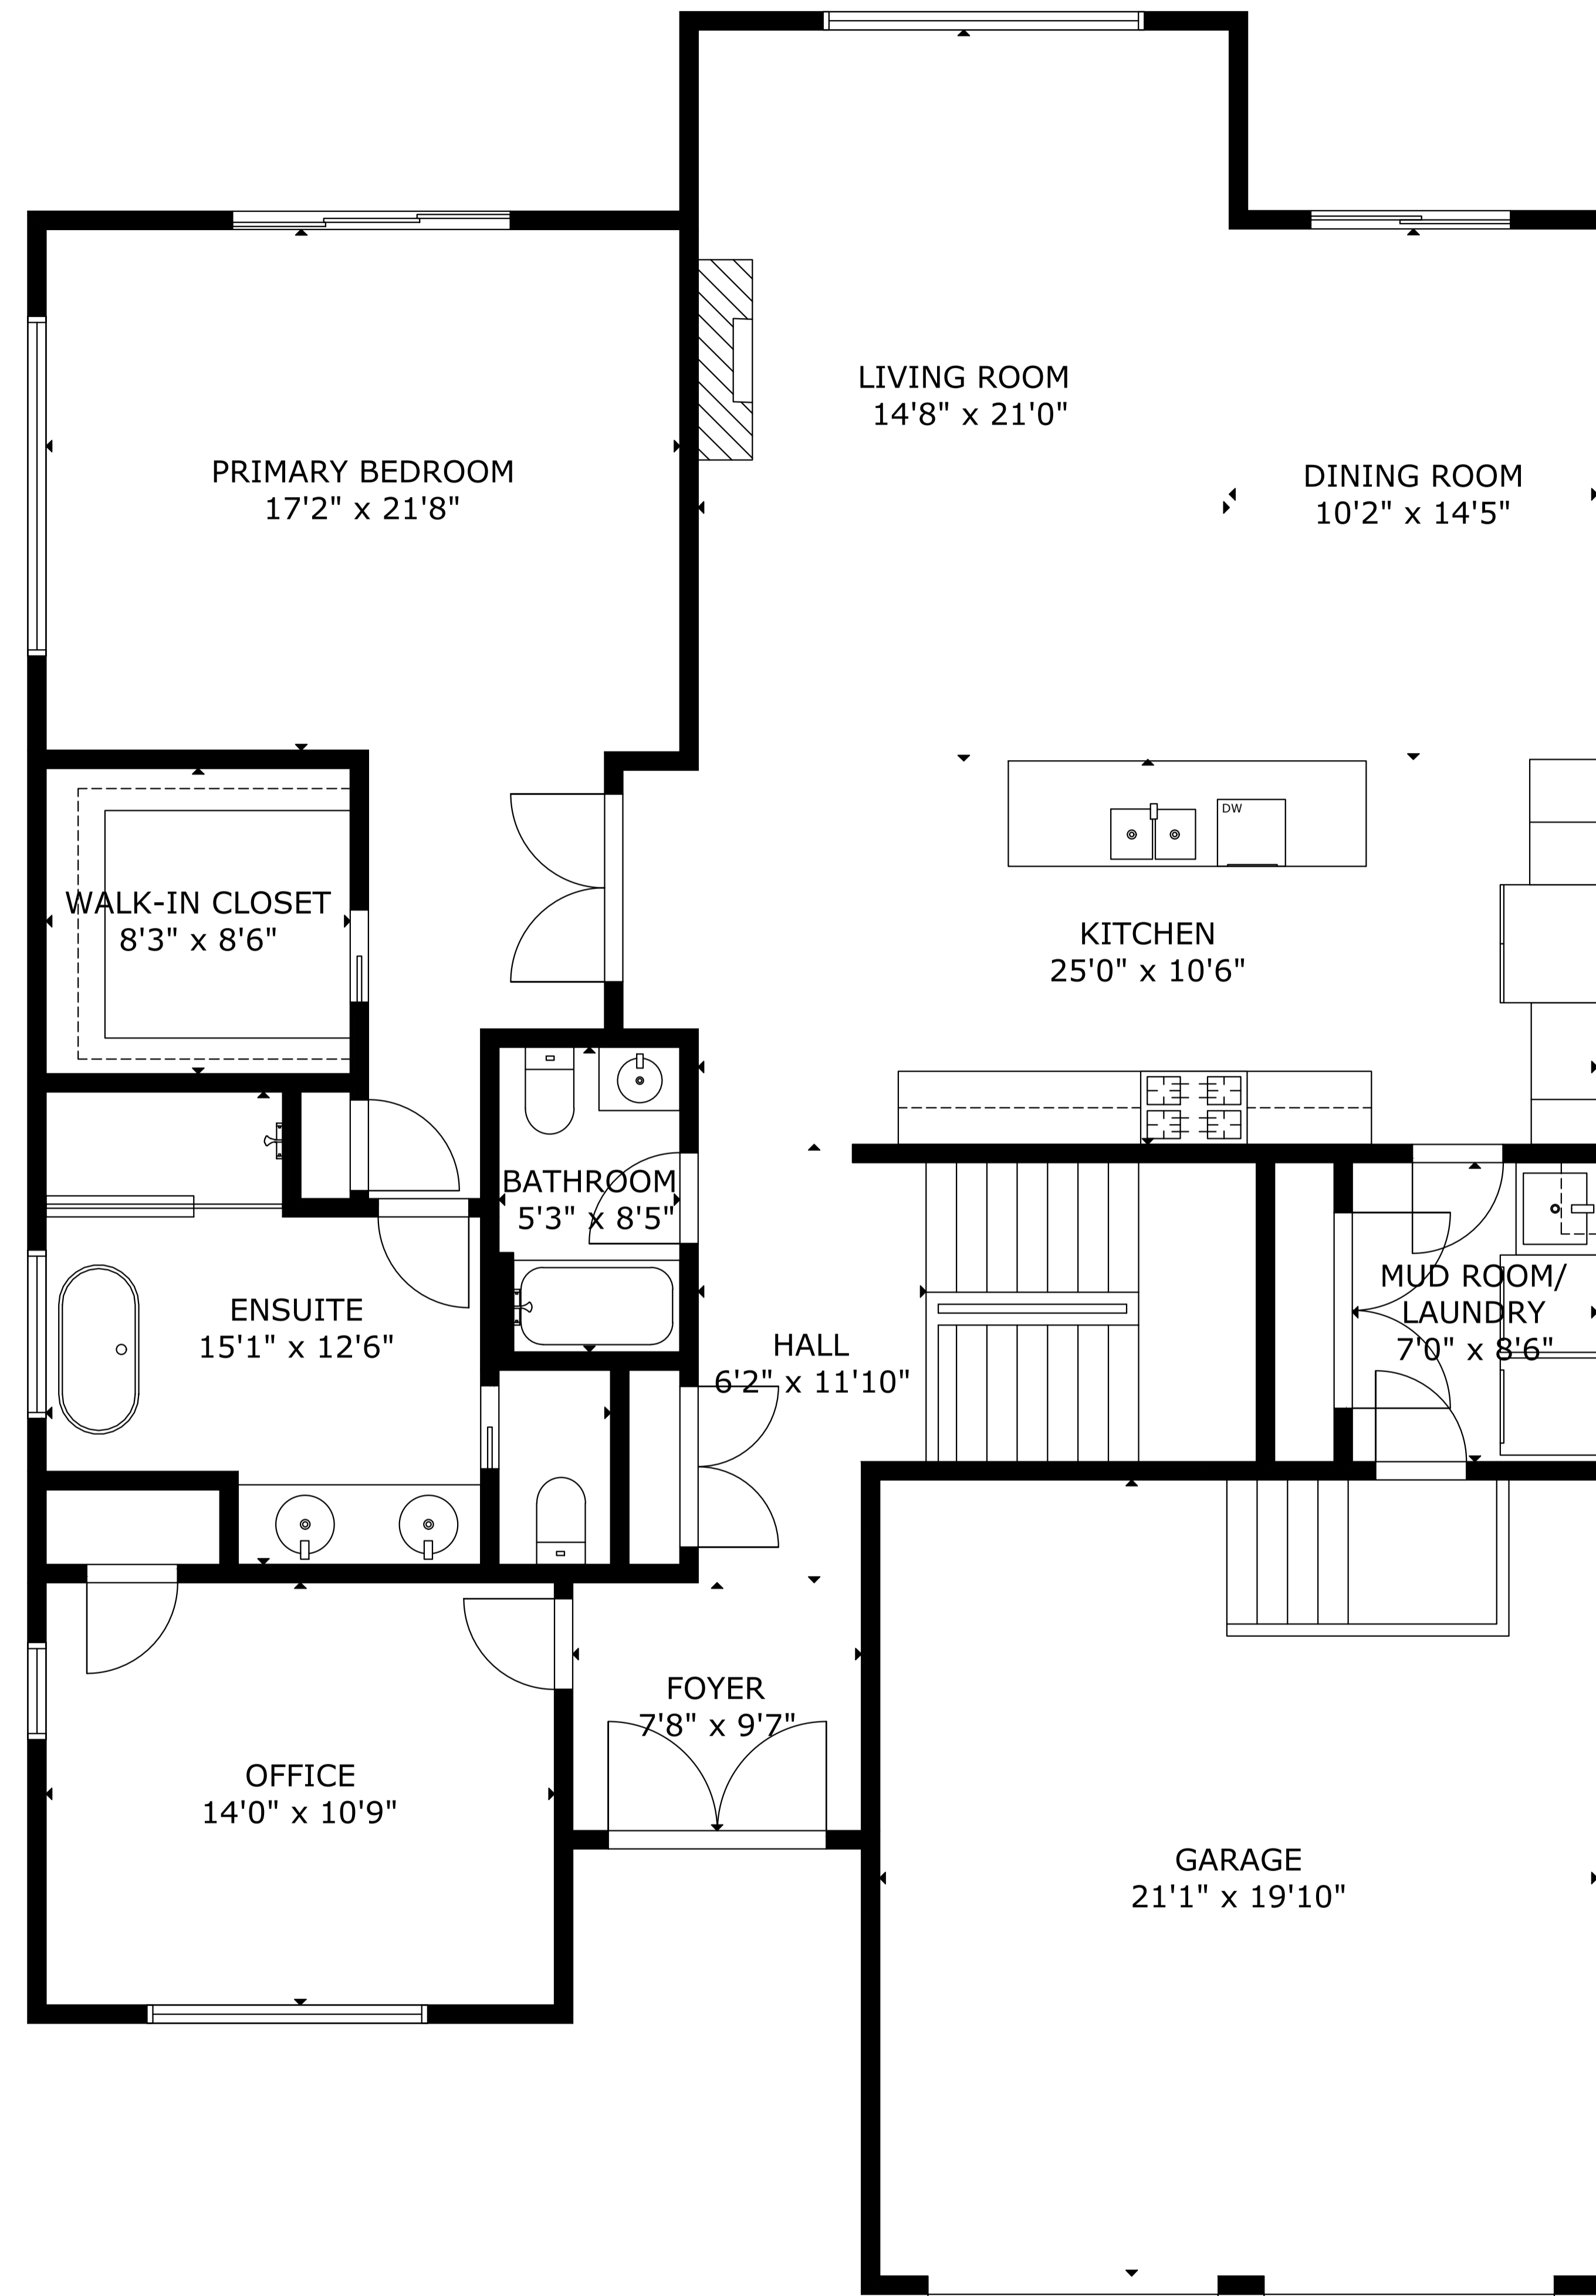 LIVING ROOM
14'8" x 21'0"
PRIMARY BEDROOM
17'2" x 21'8"
DINING ROOM
10'2" x 14'5"
DW
WALK-IN CLOSET
8'3" x 8'6"
KITCHEN
25'0" x 10'6"
BATHROOM
5'3" x 8'5"
ENSUITE
15'1" x 12'6"
HALL
6'2" x 11'10"
MUD ROOM/
LAUNDRY
7'0" x 8'6"
FOYER
7'8" x 9'7"
OFFICE
14'0" x 10'9"
GARAGE
21'1" x 19'10"